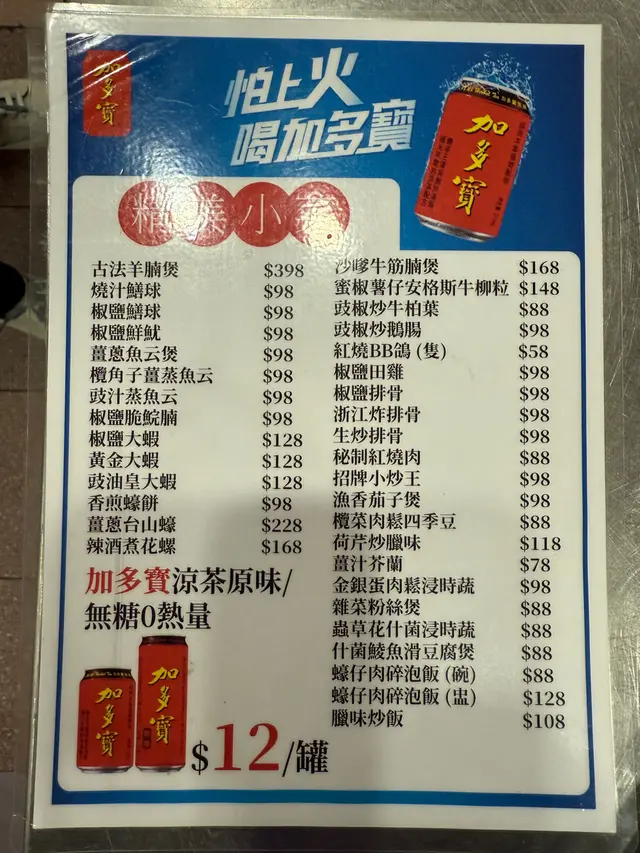 加多寶
怕上火
喝加多寶
加多寶
精美小菜
古法羊腩煲 $398
燒汁鱔球 $98
椒鹽鱔球 $98
椒鹽鮮魷 $98
薑蔥魚云煲 $98
欖角子薑蒸魚云 $98
豉汁蒸魚云 $98
椒鹽脆鯇腩 $98
椒鹽大蝦 $128
黃金大蝦 $128
豉油皇大蝦 $128
香煎蠔餅 $98
薑蔥台山蠔 $228
辣酒煮花螺 $168
沙嗲牛筋腩煲 $168
蜜椒薯仔安格斯牛柳粒 $148
豉椒炒牛柏葉 $88
豉椒炒鵝腸 $98
紅燒BB鴿 (隻) $58
椒鹽田雞 $98
椒鹽排骨 $98
浙江炸排骨 $98
生炒排骨 $98
秘制紅燒肉 $88
招牌小炒王 $98
漁香茄子煲 $98
欖菜肉鬆四季豆 $88
荷芹炒臘味 $118
薑汁芥蘭 $78
金銀蛋肉鬆浸時蔬 $98
雜菜粉絲煲 $88
蟲草花什菌浸時蔬 $88
什菌鯪魚滑豆腐煲 $88
蠔仔肉碎泡飯 (碗) $88
蠔仔肉碎泡飯 (盅) $128
臘味炒飯 $108
加多寶涼茶原味/
無糖0熱量
加多寶
加多寶
$12/罐